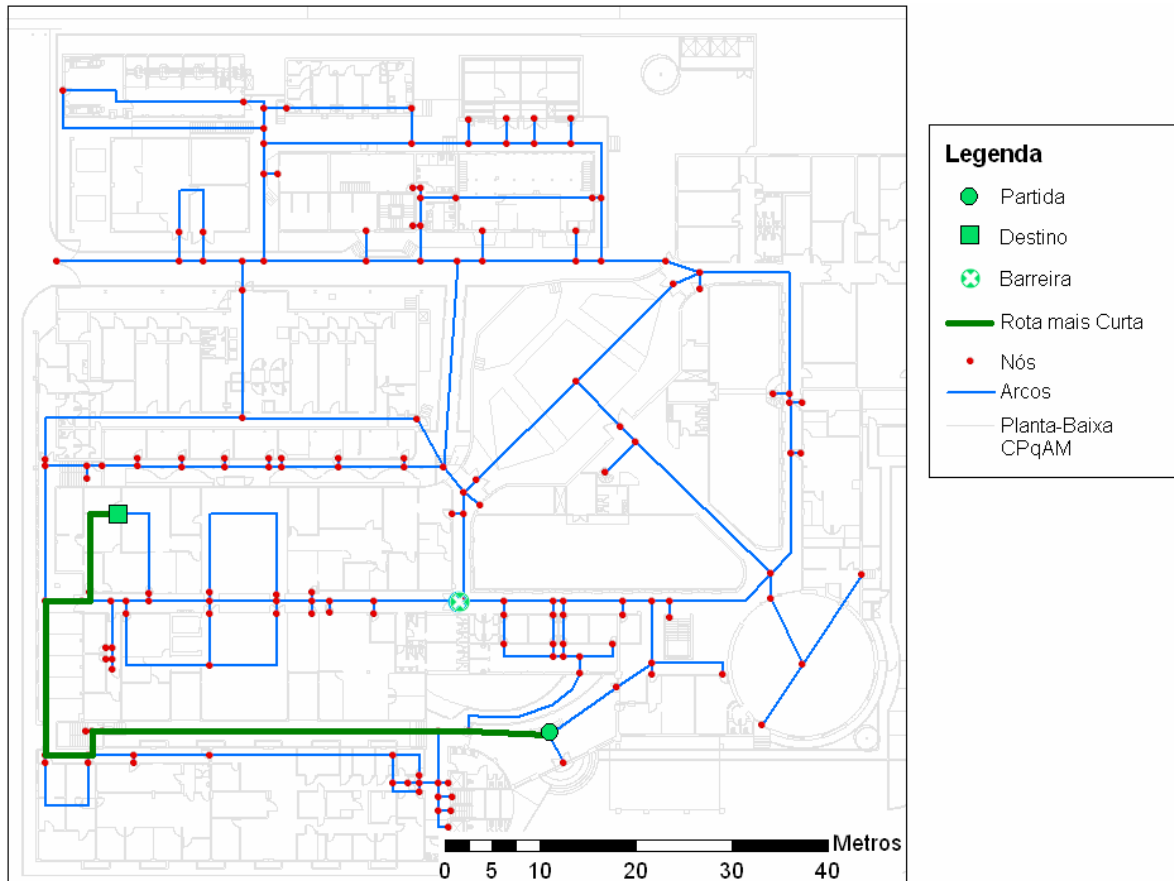 Legenda
Partida
Destino
Barreira
Rota mais Curta
Nós
Arcos
Planta-Baixa
CPqAM
Metros
0 5 10 20 30 40